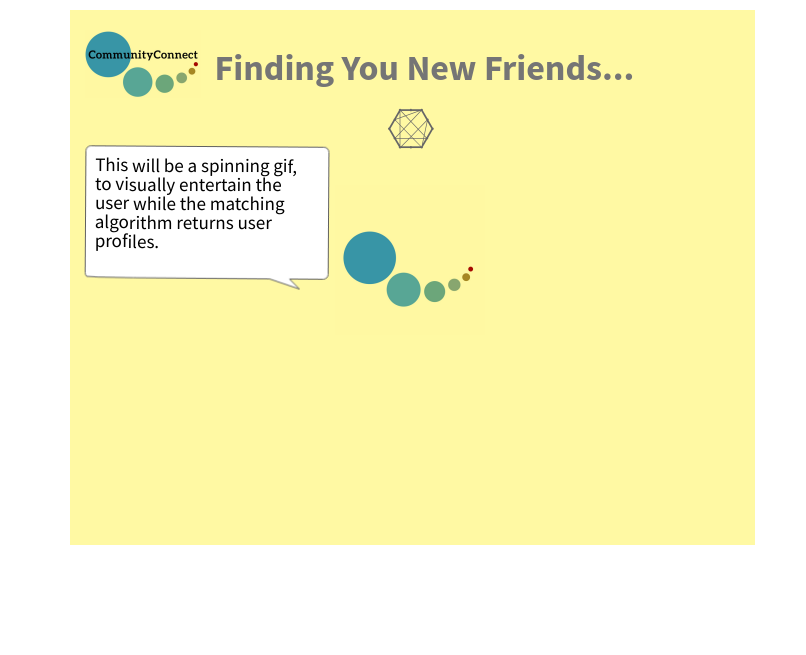 CommunityConnect
Finding You New Friends...
This will be a spinning gif,
to visually entertain the
user while the matching
algorithm returns user
profiles.